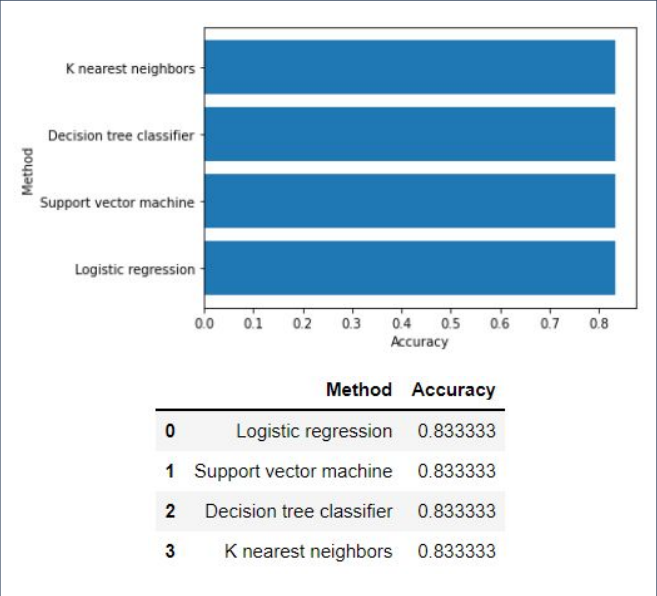 K nearest neighbors
Decision tree classifier
Support vector machine
Logistic regression
Method
0.0 0.1 0.2 0.3 0.4 0.5 0.6 0.7 0.8
Accuracy
Method Accuracy
0 Logistic regression 0.833333
1 Support vector machine 0.833333
2 Decision tree classifier 0.833333
3 K nearest neighbors 0.833333